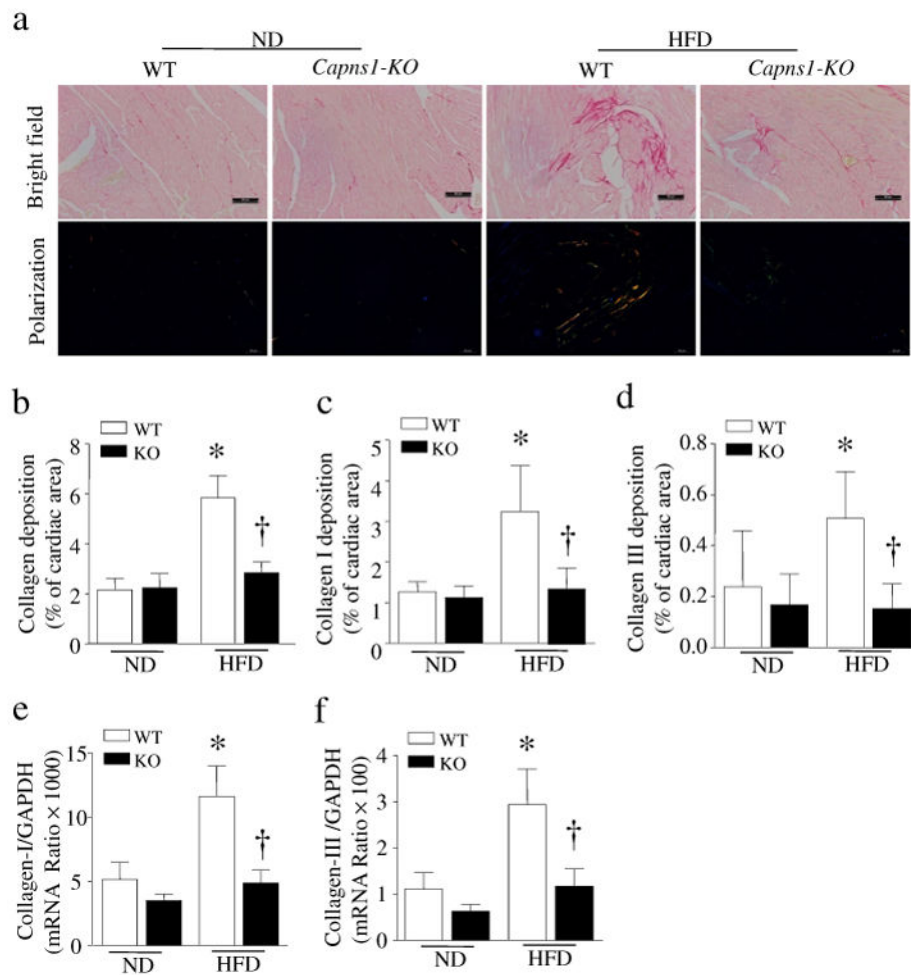 a
ND HFD
WT Capns1-KO WT Capns1-KO
Bright field
Polarization
b
WT
KO
Collagen deposition
(% of cardiac area)
8
6
4
2
0
*
†
ND HFD
c
WT
KO
Collagen I deposition
(% of cardiac area)
5
4
3
2
1
0
*
†
ND HFD
d
WT
KO
Collagen III deposition
(% of cardiac area)
0.8
0.6
0.4
0.2
0.0
*
†
ND HFD
e
WT
KO
Collagen-I/GAPDH
(mRNA Ratio × 1000)
15
10
5
0
*
†
ND HFD
f
WT
KO
Collagen-III /GAPDH
(mRNA Ratio × 100)
4
3
2
1
0
*
†
ND HFD